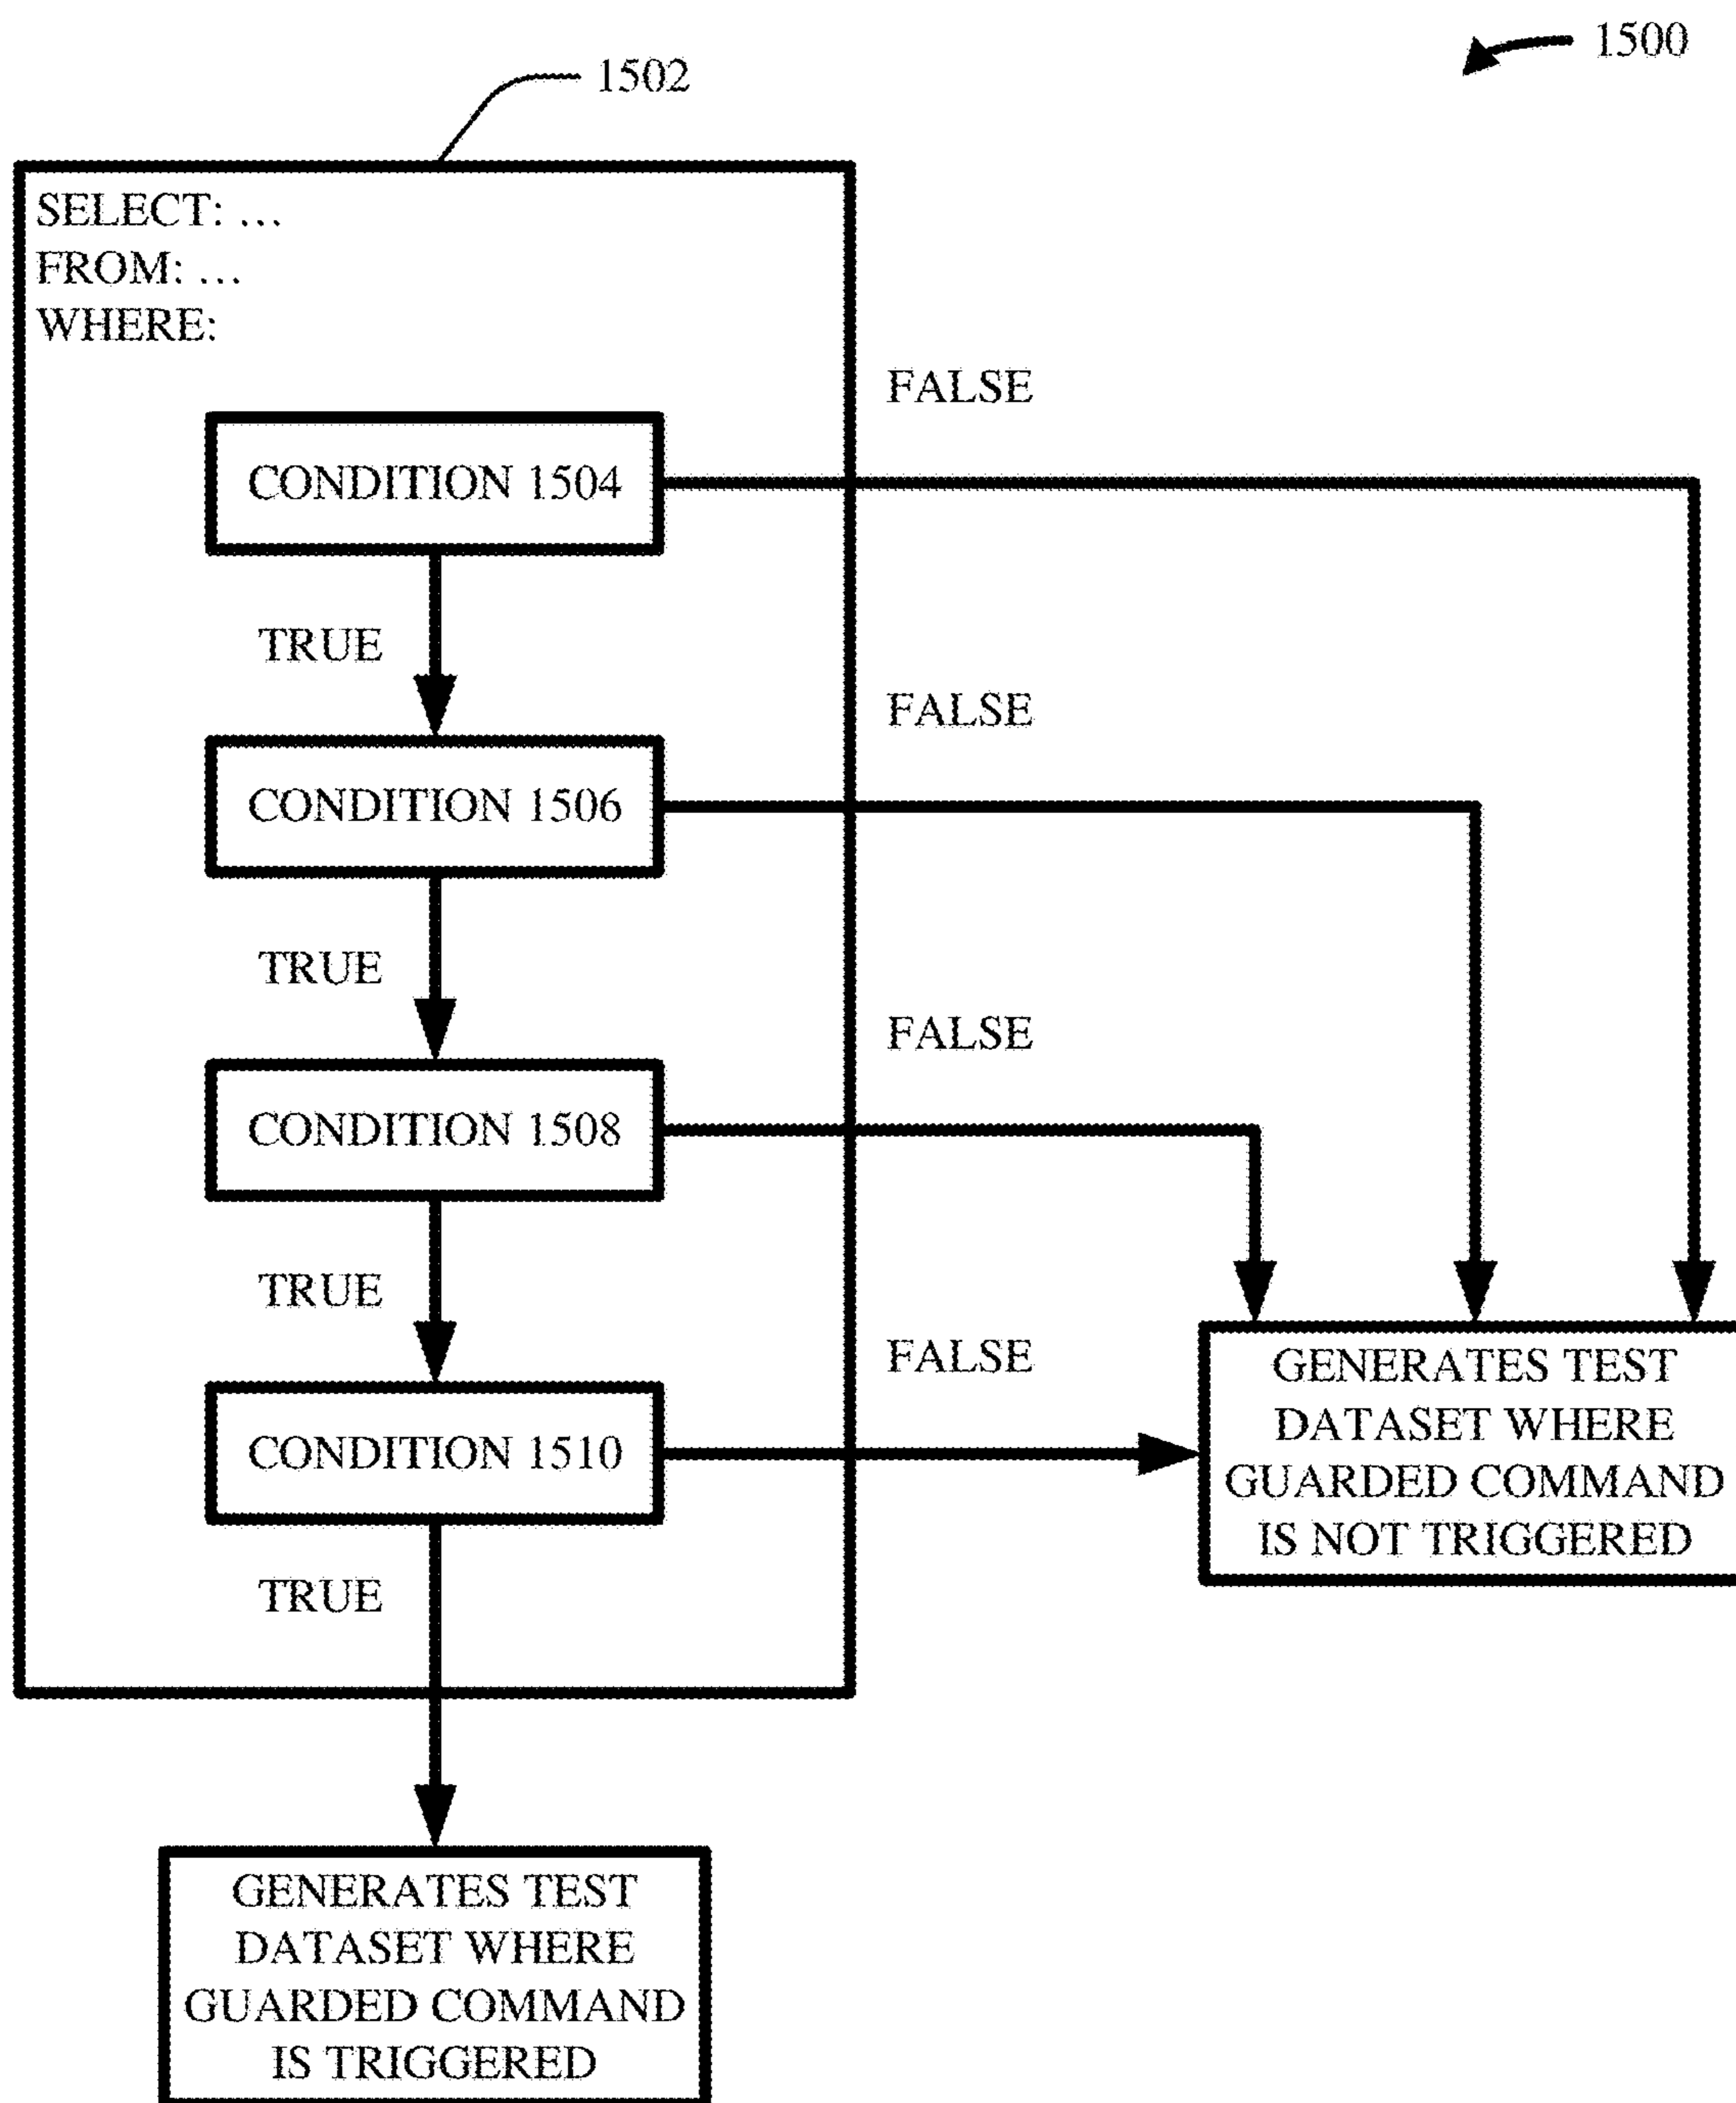 1500
1502
SELECT: ...
FROM: ...
WHERE:
FALSE
CONDITION 1504
TRUE
FALSE
CONDITION 1506
TRUE
FALSE
CONDITION 1508
TRUE
FALSE
CONDITION 1510
GENERATES TEST
DATASET WHERE
GUARDED COMMAND
IS NOT TRIGGERED
TRUE
GENERATES TEST
DATASET WHERE
GUARDED COMMAND
IS TRIGGERED